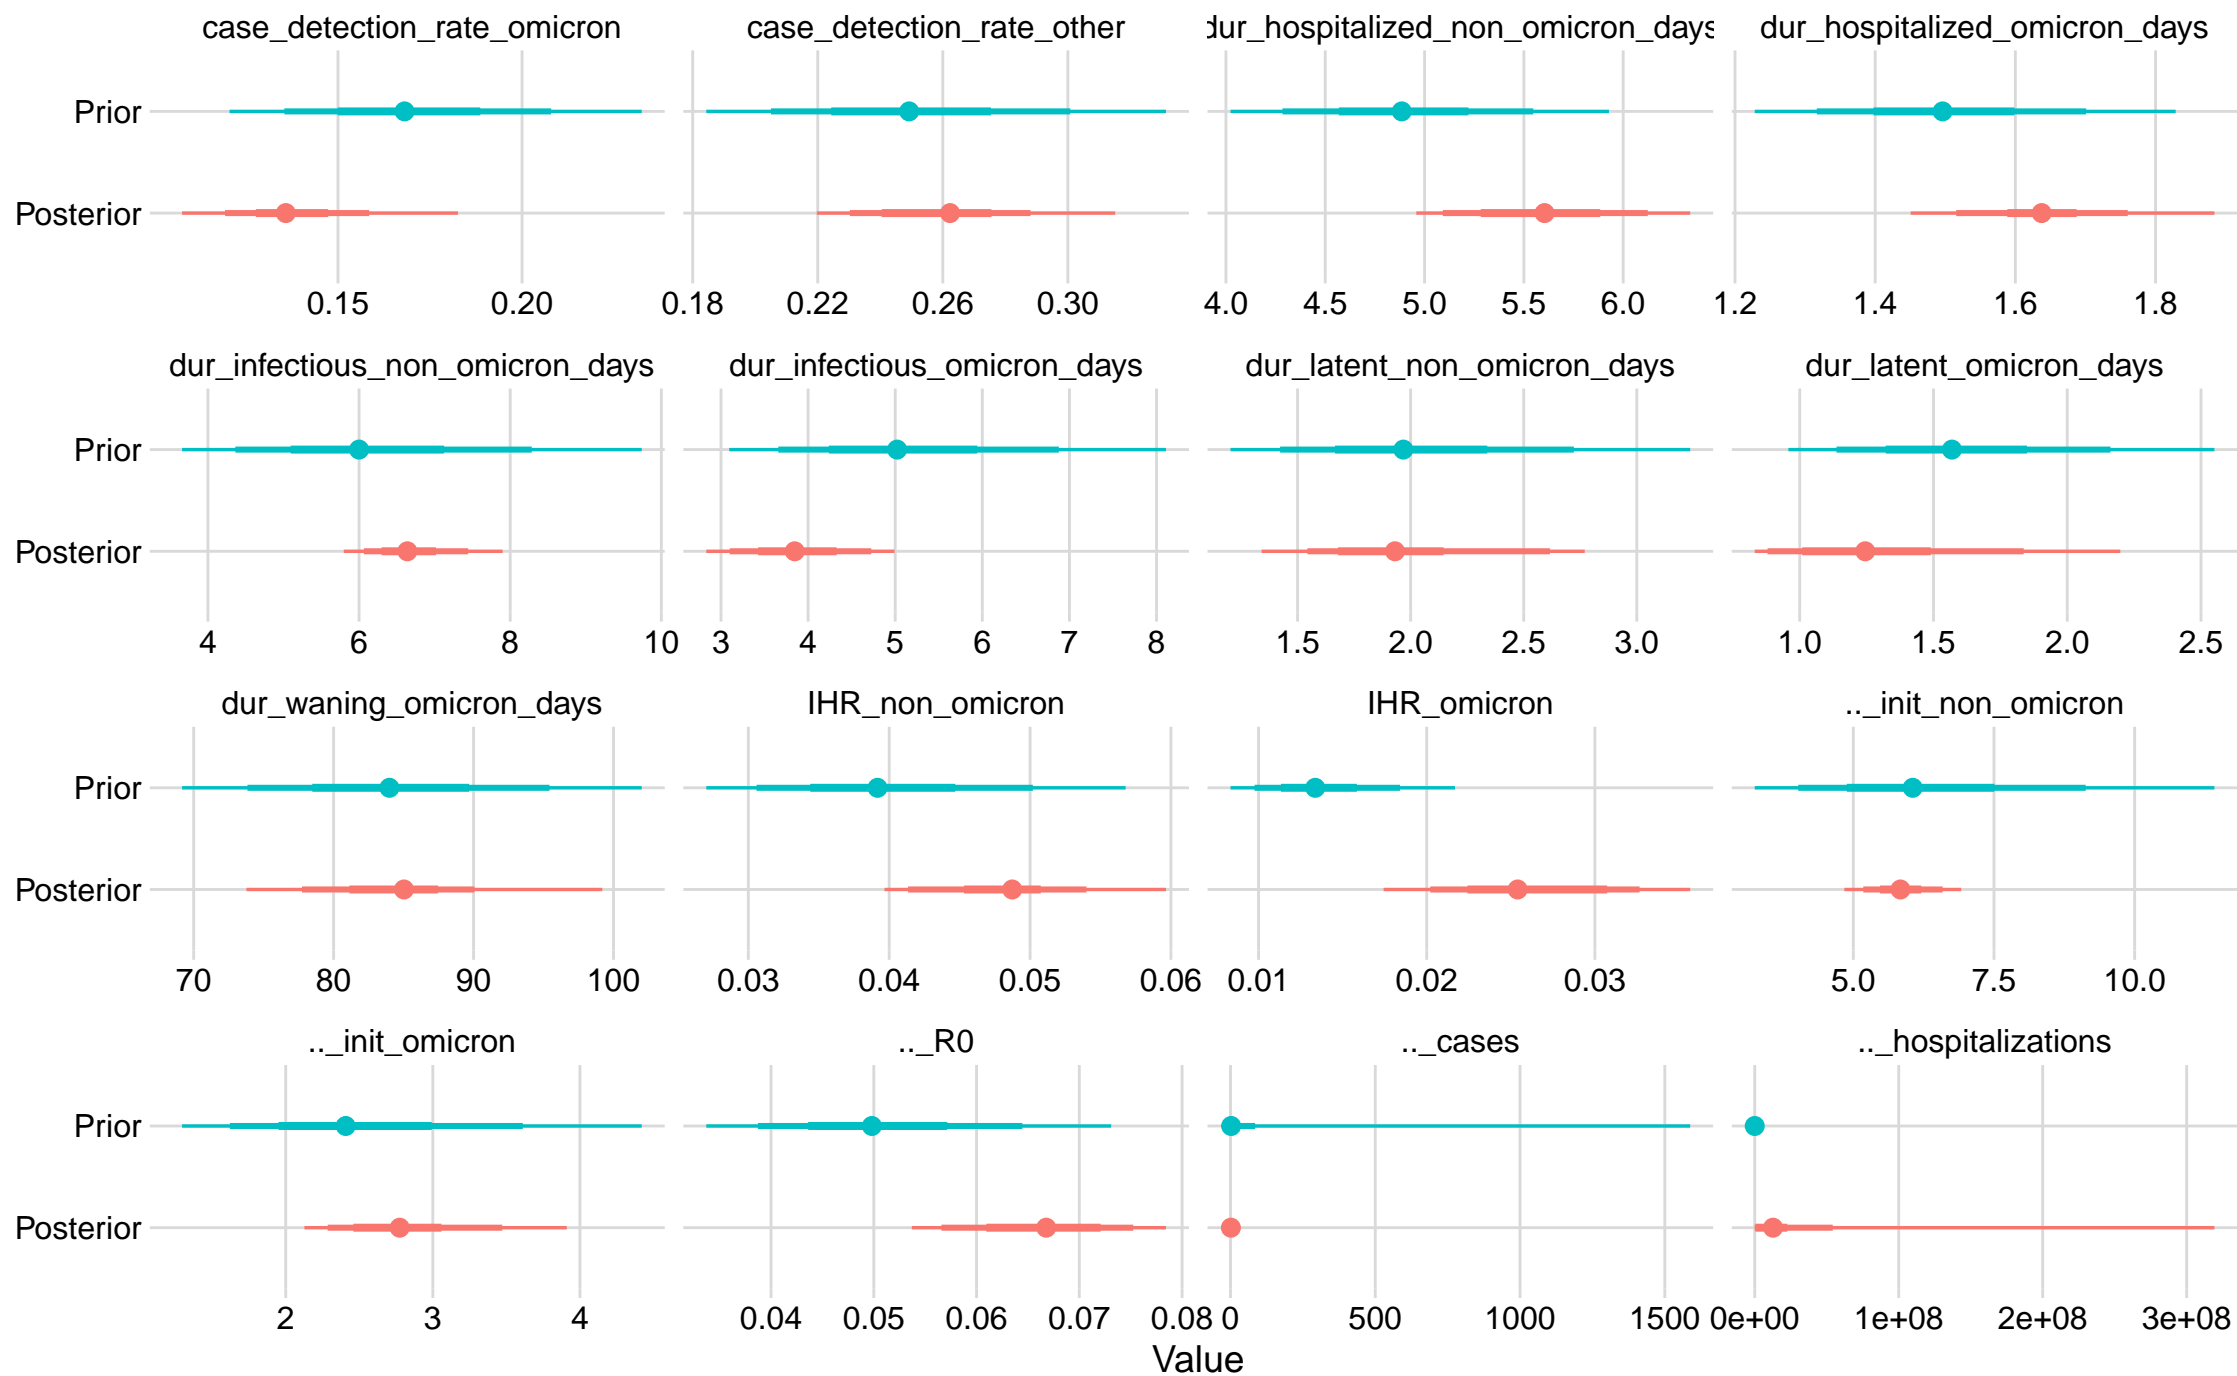 case_detection_rate_omicron case_detection_rate_other dur_hospitalized_non_omicron_days dur_hospitalized_omicron_days
Prior
Posterior
0.15 0.20 0.18 0.22 0.26 0.30 4.0 4.5 5.0 5.5 6.0 1.2 1.4 1.6 1.8
dur_infectious_non_omicron_days dur_infectious_omicron_days dur_latent_non_omicron_days dur_latent_omicron_days
Prior
Posterior
4 6 8 10 3 4 5 6 7 8 1.5 2.0 2.5 3.0 1.0 1.5 2.0 2.5
dur_waning_omicron_days IHR_non_omicron IHR_omicron .._init_non_omicron
Prior
Posterior
70 80 90 100 0.03 0.04 0.05 0.06 0.01 0.02 0.03 5.0 7.5 10.0
.._init_omicron .._R0 .._cases .._hospitalizations
Prior
Posterior
2 3 4 0.04 0.05 0.06 0.07 0.08 0 500 1000 1500 0e+00 1e+08 2e+08 3e+08
Value